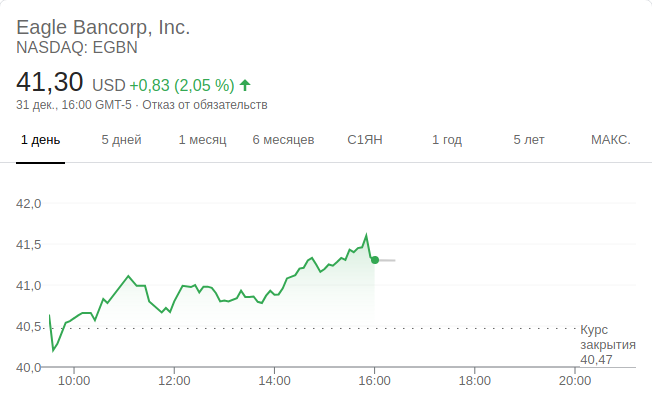 Eagle Bancorp, Inc.
NASDAQ: EGBN
41,30 USD +0,83 (2,05 %)
31 дек., 16:00 GMT-5 · Отказ от обязательств
1 день 5 дней 1 месяц 6 месяцев С1ЯН 1 год 5 лет МАКС.
42,0
41,5
41,0
40,5
Курс
закрытия
40,47
40,0
10:00 12:00 14:00 16:00 18:00 20:00